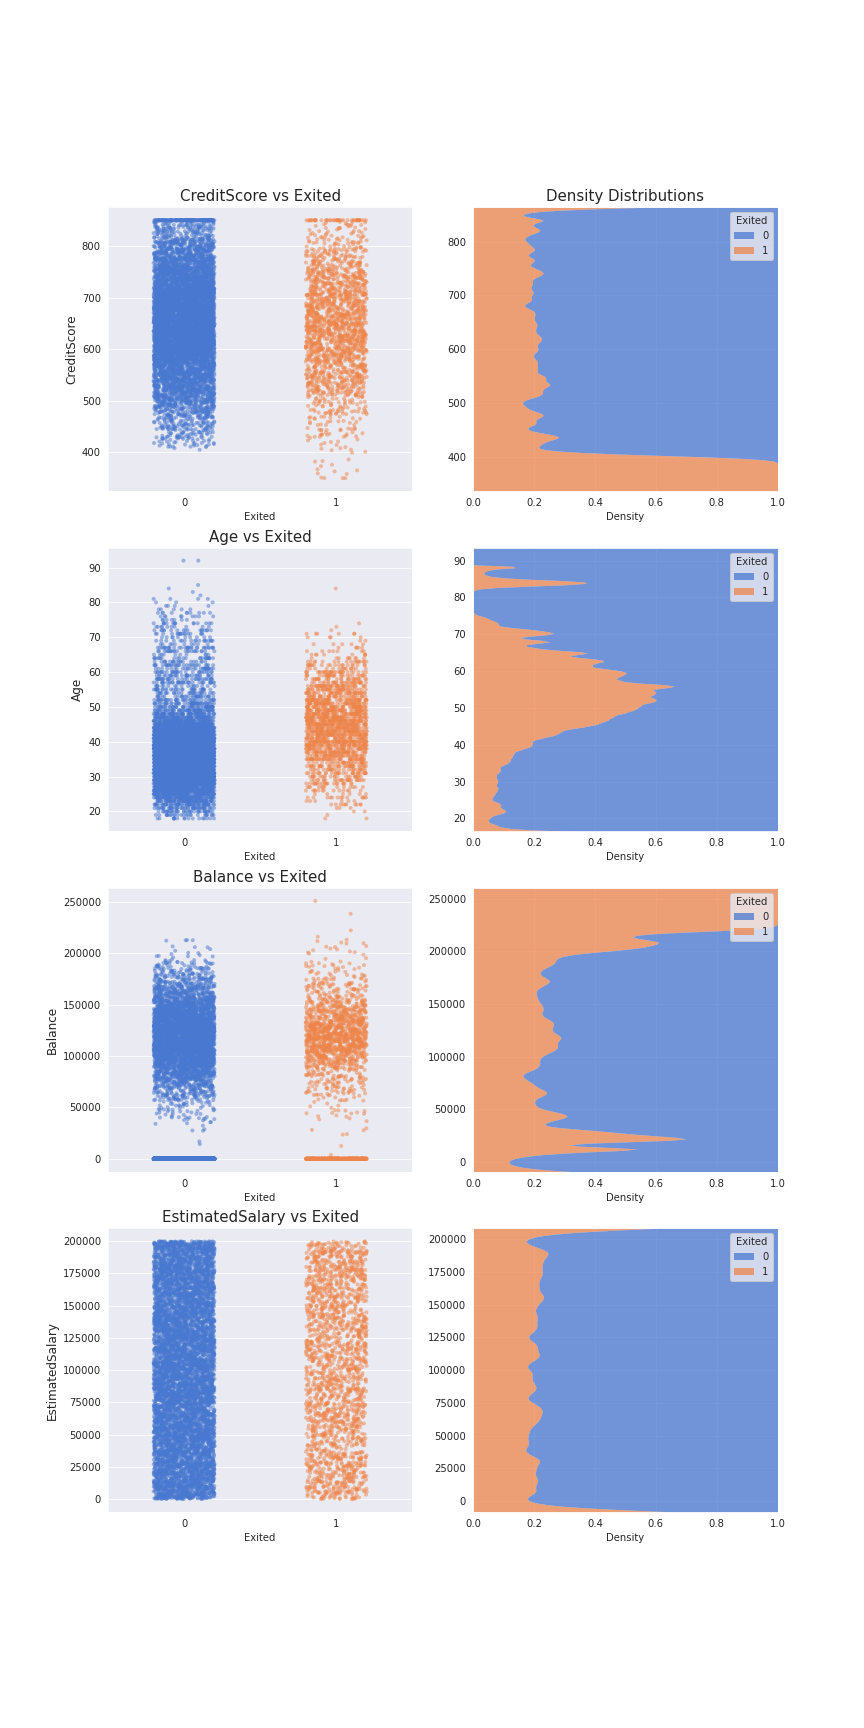 CreditScore vs Exited
Density Distributions
CreditScore
800
700
600
500
400
0 1
Exited
Exited
0
1
800
700
600
500
400
0.0 0.2 0.4 0.6 0.8 1.0
Density
Age vs Exited
Age
90
80
70
60
50
40
30
20
0 1
Exited
Exited
0
1
90
80
70
60
50
40
30
20
0.0 0.2 0.4 0.6 0.8 1.0
Density
Balance vs Exited
Balance
250000
200000
150000
100000
50000
0
0 1
Exited
Exited
0
1
250000
200000
150000
100000
50000
0
0.0 0.2 0.4 0.6 0.8 1.0
Density
EstimatedSalary vs Exited
EstimatedSalary
200000
175000
150000
125000
100000
75000
50000
25000
0
0 1
Exited
Exited
0
1
200000
175000
150000
125000
100000
75000
50000
25000
0
0.0 0.2 0.4 0.6 0.8 1.0
Density